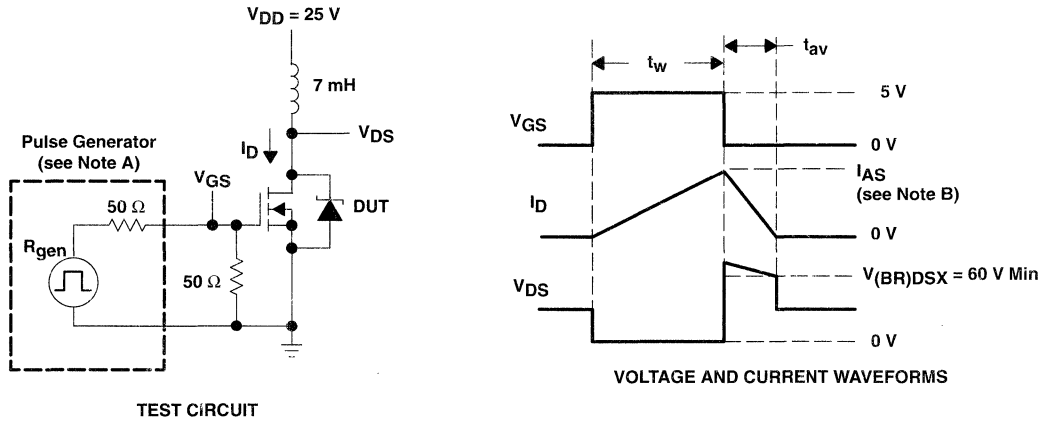 VDD = 25 V
7 mH
VDS
ID
Pulse Generator
(see Note A)
VGS
50 Ω
Rgen
50 Ω
DUT
TEST CIRCUIT
tw
tav
VGS
5 V
0 V
ID
IAS
(see Note B)
0 V
VDS
V(BR)DSX = 60 V Min
0 V
VOLTAGE AND CURRENT WAVEFORMS